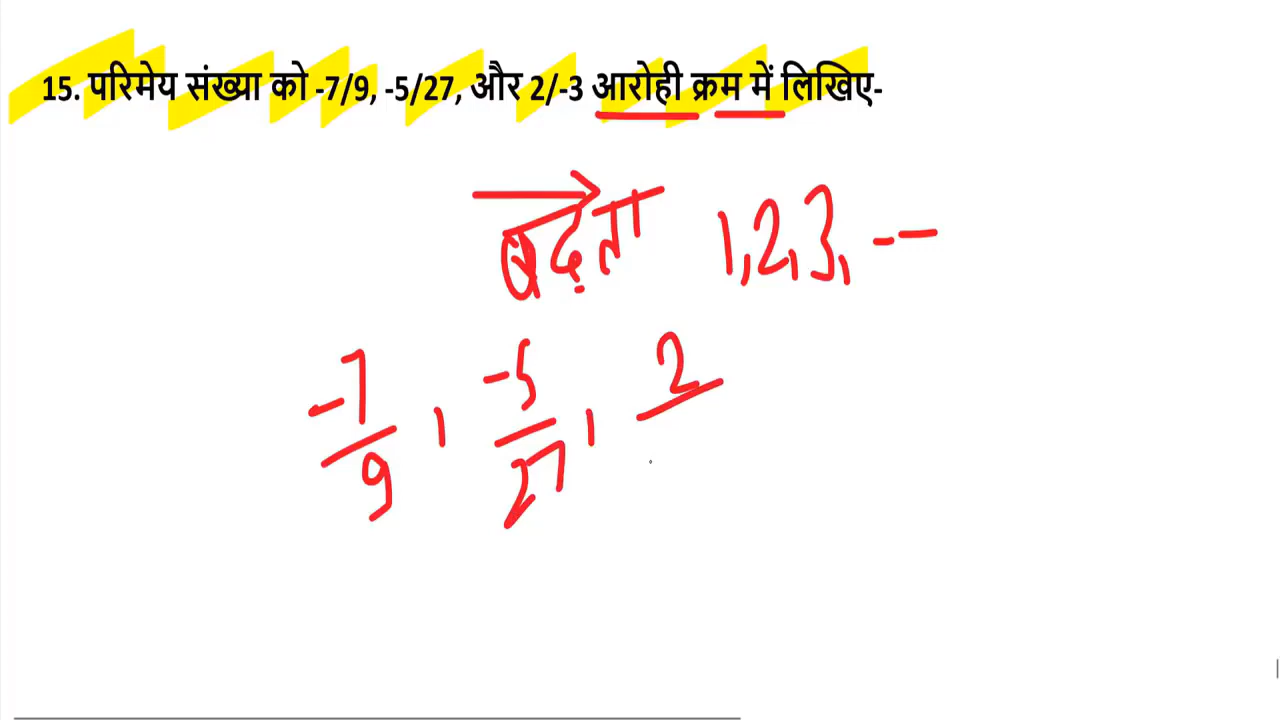 15. परिमेय संख्या को -7/9, -5/27, और 2/-3 आरोही क्रम में लिखिए-
बढ़ता 1,2,3, --
-7/9, -5/27, 2/